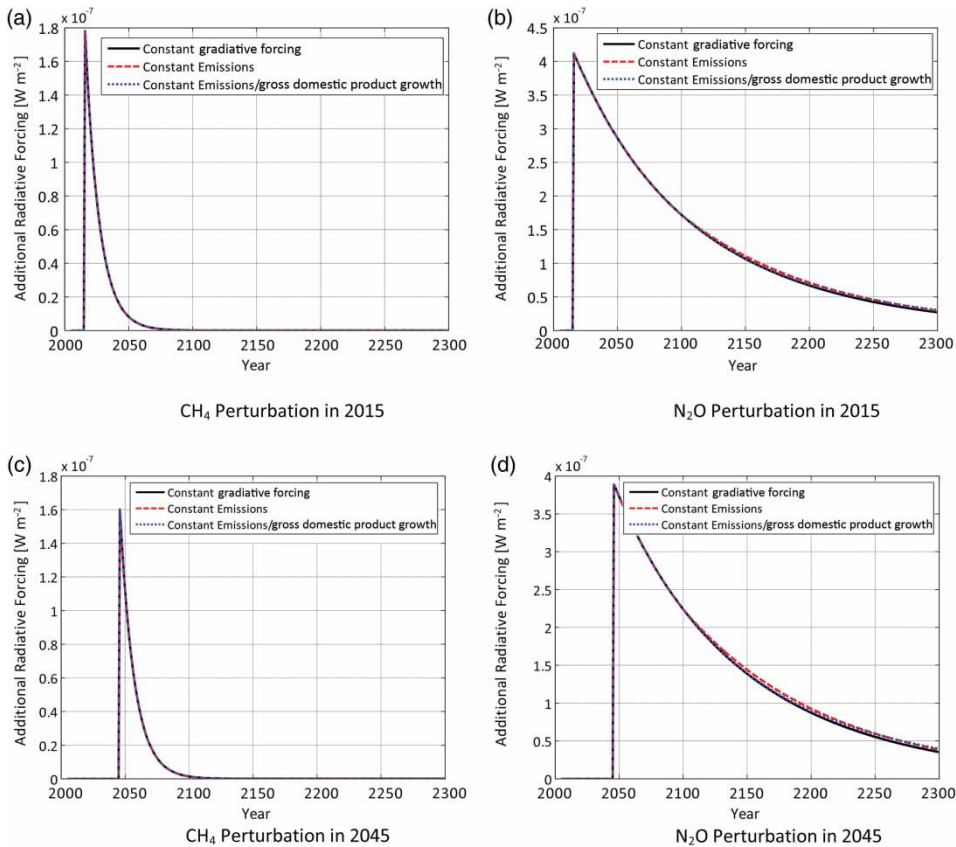 (a)
x 10⁻⁷
1.8
1.6
1.4
1.2
1
0.8
0.6
0.4
0.2
0
Additional Radiative Forcing [W m⁻²]
Constant gradiative forcing
Constant Emissions
Constant Emissions/gross domestic product growth
2000 2050 2100 2150 2200 2250 2300
Year
CH₄ Perturbation in 2015
(b)
x 10⁻⁷
4.5
4
3.5
3
2.5
2
1.5
1
0.5
0
Additional Radiative Forcing [W m⁻²]
Constant gradiative forcing
Constant Emissions
Constant Emissions/gross domestic product growth
2000 2050 2100 2150 2200 2250 2300
Year
N₂O Perturbation in 2015
(c)
x 10⁻⁷
1.8
1.6
1.4
1.2
1
0.8
0.6
0.4
0.2
0
Additional Radiative Forcing [W m⁻²]
Constant gradiative forcing
Constant Emissions
Constant Emissions/gross domestic product growth
2000 2050 2100 2150 2200 2250 2300
Year
CH₄ Perturbation in 2045
(d)
x 10⁻⁷
4
3.5
3
2.5
2
1.5
1
0.5
0
Additional Radiative Forcing [W m⁻²]
Constant gradiative forcing
Constant Emissions
Constant Emissions/gross domestic product growth
2000 2050 2100 2150 2200 2250 2300
Year
N₂O Perturbation in 2045